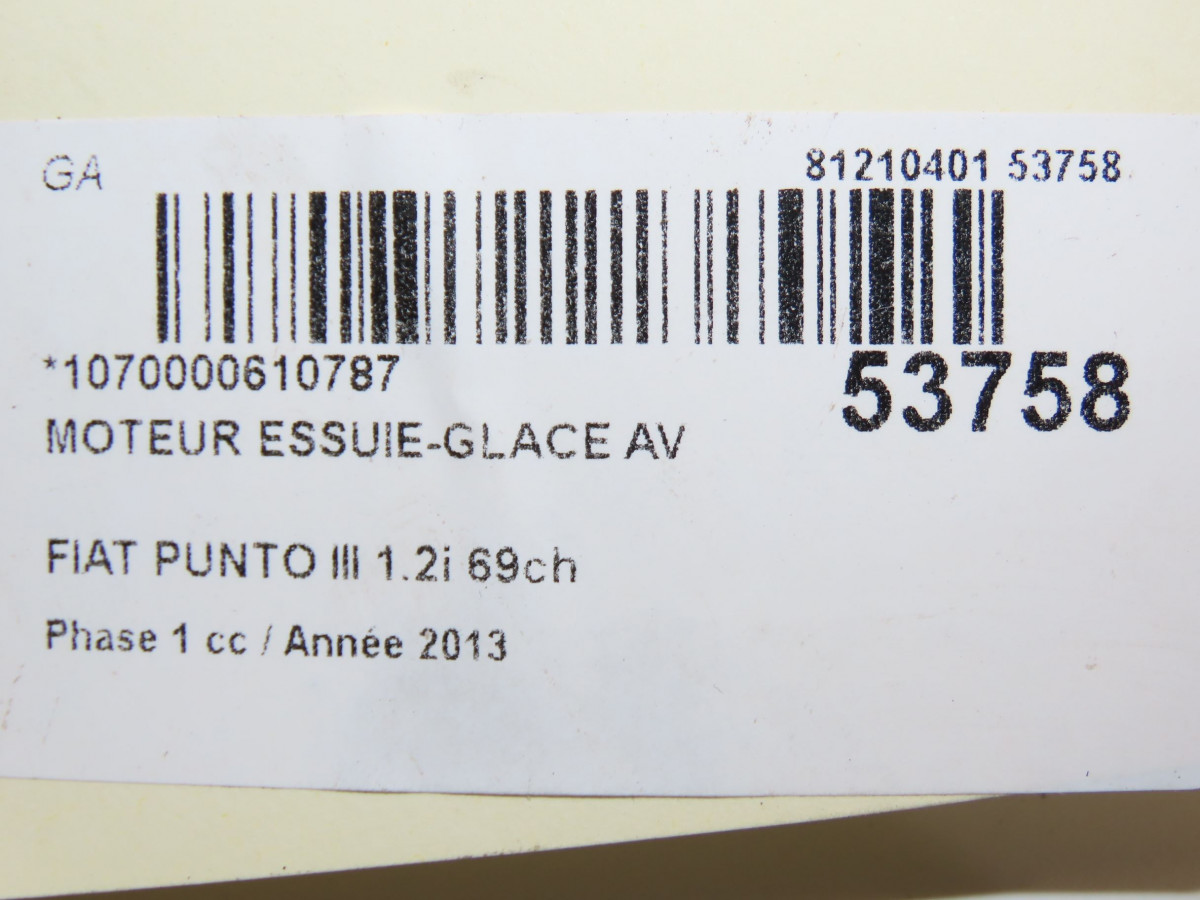 GA
81210401 53758
*1070000610787
53758
MOTEUR ESSUIE-GLACE AV
FIAT PUNTO III 1.2i 69ch
Phase 1 cc / Année 2013